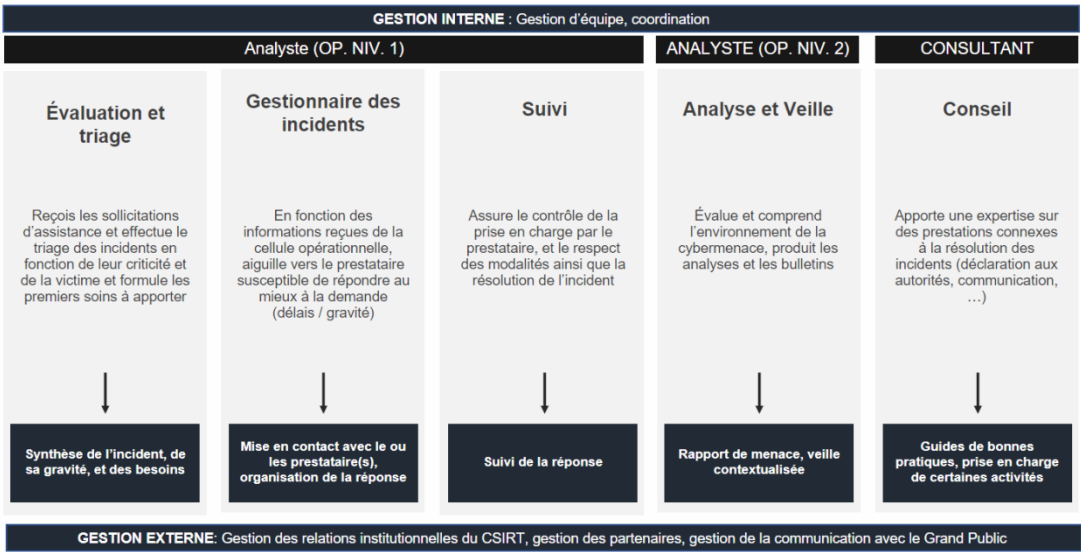 GESTION INTERNE : Gestion d'équipe, coordination
Analyste (OP. NIV. 1)
ANALYSTE (OP. NIV. 2)
CONSULTANT
Évaluation et
triage
Reçois les sollicitations
d'assistance et effectue le
triage des incidents en
fonction de leur criticité et
de la victime et formule les
premiers soins à apporter
Synthèse de l'incident, de
sa gravité, et des besoins
Gestionnaire des
incidents
En fonction des
informations reçues de la
cellule opérationnelle,
aiguille vers le prestataire
susceptible de répondre au
mieux à la demande
(délais / gravité)
Mise en contact avec le ou
les prestataire(s),
organisation de la réponse
Suivi
Assure le contrôle de la
prise en charge par le
prestataire, et le respect
des modalités ainsi que la
résolution de l'incident
Suivi de la réponse
Analyse et Veille
Évalue et comprend
l'environnement de la
cybermenace, produit les
analyses et les bulletins
Rapport de menace, veille
contextualisée
Conseil
Apporte une expertise sur
des prestations connexes
à la résolution des
incidents (déclaration aux
autorités, communication,
…)
Guides de bonnes
pratiques, prise en charge
de certaines activités
GESTION EXTERNE: Gestion des relations institutionnelles du CSIRT, gestion des partenaires, gestion de la communication avec le Grand Public